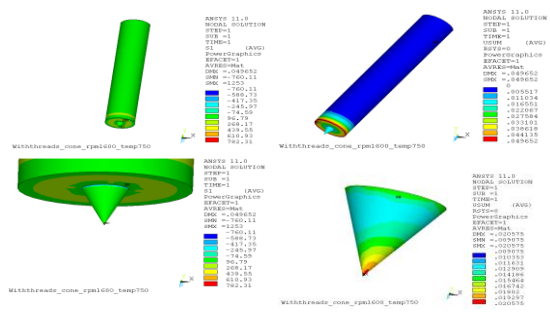 ANSYS 11.0
NODAL SOLUTION
STEP=1
SUB =1
TIME=1
S1 (AVG)
PowerGraphics
EFACET=1
AVRES=Mat
DMX =.049652
SMN =-760.11
SMX =1253
-760.11
-588.73
-417.35
-245.97
-74.59
96.79
268.17
439.55
610.93
782.31
Withthreads_cone_rpm1600_temp750
ANSYS 11.0
NODAL SOLUTION
STEP=1
SUB =1
TIME=1
USUM (AVG)
RSYS=0
PowerGraphics
EFACET=1
AVRES=Mat
DMX =.049652
SMX =.049652
0
.005517
.011034
.016551
.022067
.027584
.033101
.038618
.044135
.049652
Withthreads_cone_rpm1600_temp750
ANSYS 11.0
NODAL SOLUTION
STEP=1
SUB =1
TIME=1
S1 (AVG)
PowerGraphics
EFACET=1
AVRES=Mat
DMX =.049652
SMN =-760.11
SMX =1253
-760.11
-588.73
-417.35
-245.97
-74.59
96.79
268.17
439.55
610.93
782.31
Withthreads_cone_rpm1600_temp750
ANSYS 11.0
NODAL SOLUTION
STEP=1
SUB =1
TIME=1
USUM (AVG)
RSYS=0
PowerGraphics
EFACET=1
AVRES=Mat
DMX =.020575
SMN =.009075
SMX =.020575
.009075
.010353
.011631
.012909
.014186
.015464
.016742
.01802
.019297
.020575
Withthreads_cone_rpm1600_temp750